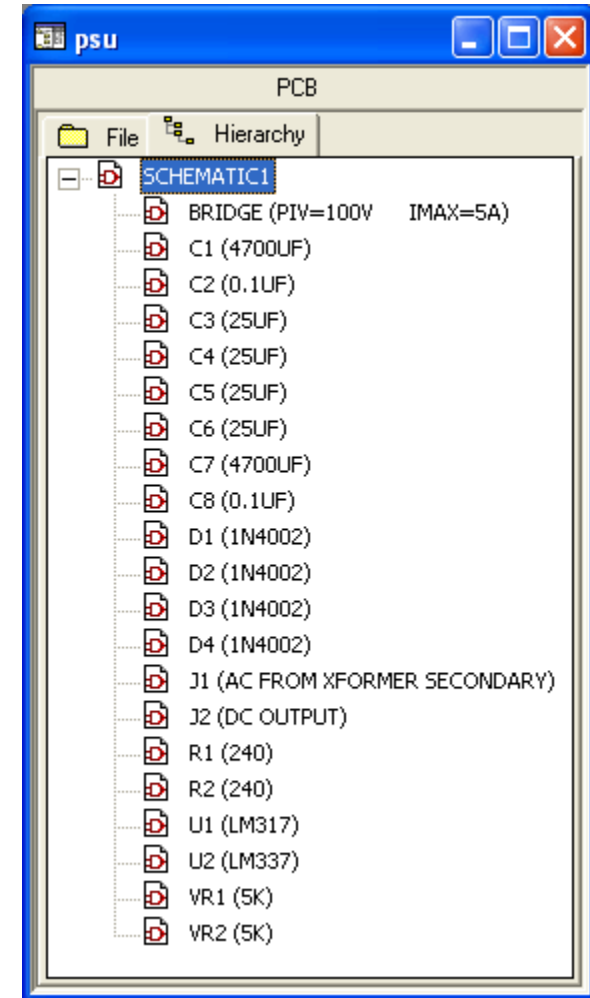 psu
PCB
File Hierarchy
SCHEMATIC1
BRIDGE (PIV=100V IMAX=5A)
C1 (4700UF)
C2 (0.1UF)
C3 (25UF)
C4 (25UF)
C5 (25UF)
C6 (25UF)
C7 (4700UF)
C8 (0.1UF)
D1 (1N4002)
D2 (1N4002)
D3 (1N4002)
D4 (1N4002)
J1 (AC FROM XFORMER SECONDARY)
J2 (DC OUTPUT)
R1 (240)
R2 (240)
U1 (LM317)
U2 (LM337)
VR1 (5K)
VR2 (5K)